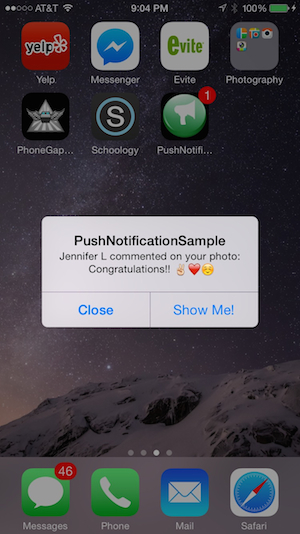 AT&T 9:04 PM 100%
yelp
Evite
Yelp Messenger Evite Photography
1
S
PhoneGap... Schoology PushNotifi...
PushNotificationSample
Jennifer L commented on your photo:
Congratulations!! ✌️❤️😌
Close Show Me!
46
Messages Phone Mail Safari